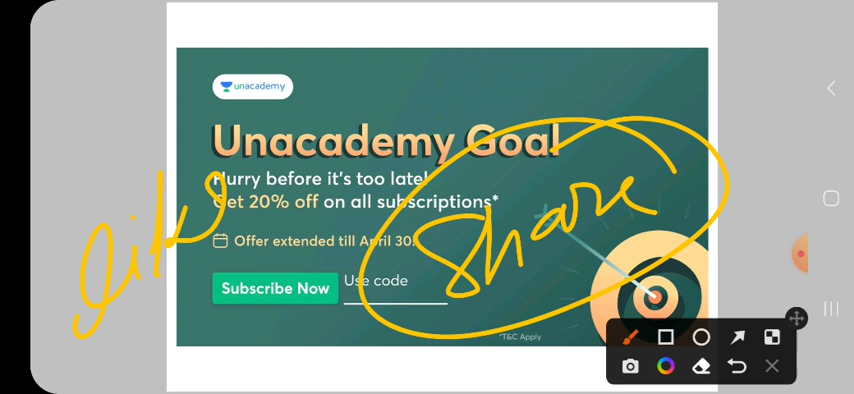 unacademy
Unacademy Goal
Hurry before it's too late!
Get 20% off on all subscriptions*
Offer extended till April 30!
Subscribe Now
Use code
*T&C Apply
like
Share